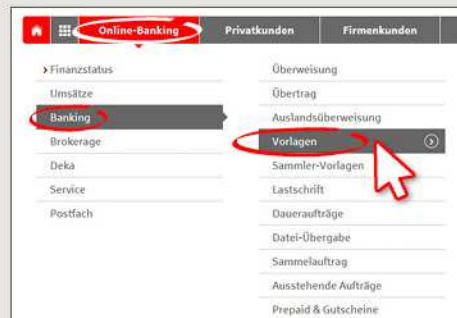 Online-Banking Privatkunden Firmenkunden
Finanzstatus
Umsätze
Banking
Brokerage
Deka
Service
Postfach
Überweisung
Übertrag
Auslandsüberweisung
Vorlagen
Sammler-Vorlagen
Lastschrift
Daueraufträge
Datei-Übergabe
Sammelauftrag
Ausstehende Aufträge
Prepaid & Gutscheine